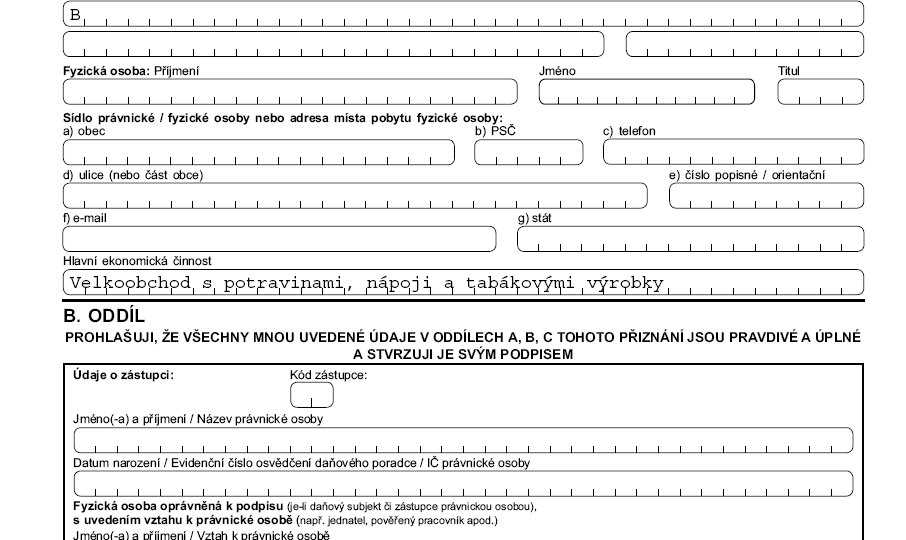 B
Fyzická osoba: Příjmení Jméno Titul
Sídlo právnické / fyzické osoby nebo adresa místa pobytu fyzické osoby:
a) obec b) PSČ c) telefon
d) ulice (nebo část obce) e) číslo popisné / orientační
f) e-mail g) stát
Hlavní ekonomická činnost
Velkoobchod s potravinami, nápoji a tabákovými výrobky
B. ODDÍL
PROHLAŠUJI, ŽE VŠECHNY MNOU UVEDENÉ ÚDAJE V ODDÍLECH A, B, C TOHOTO PŘIZNÁNÍ JSOU PRAVDIVÉ A ÚPLNÉ
A STVRZUJI JE SVÝM PODPISEM
Údaje o zástupci: Kód zástupce:
Jméno(-a) a příjmení / Název právnické osoby
Datum narození / Evidenční číslo osvědčení daňového poradce / IČ právnické osoby
Fyzická osoba oprávněná k podpisu (je-li daňový subjekt či zástupce právnickou osobou),
s uvedením vztahu k právnické osobě (např. jednatel, pověřený pracovník apod.)
Jméno(-a) a příjmení / Vztah k právnické osobě